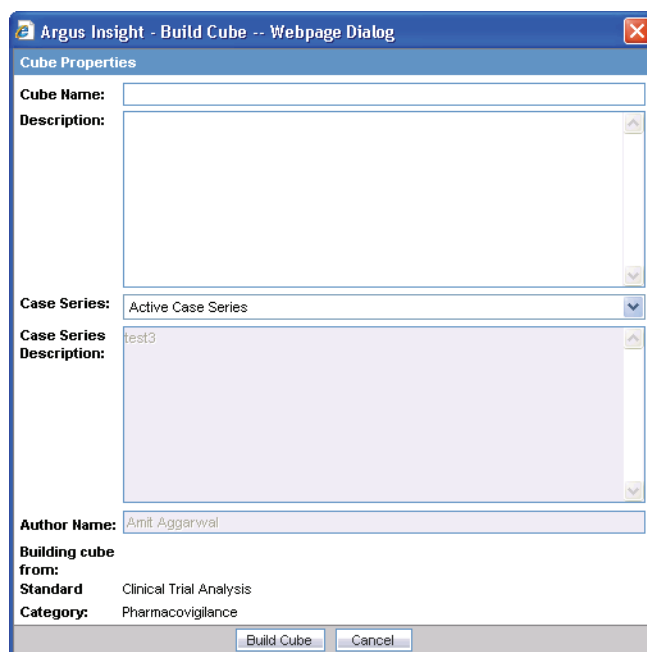 Argus Insight - Build Cube -- Webpage Dialog
Cube Properties
Cube Name:
Description:
Case Series: Active Case Series
Case Series Description: test3
Author Name: Amit Aggarwal
Building cube from:
Standard Clinical Trial Analysis
Category: Pharmacovigilance
Build Cube Cancel